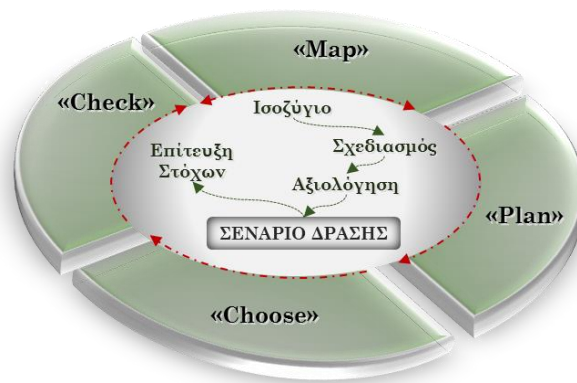 «Map»
«Check»
Ισοζύγιο
Σχεδιασμός
Επίτευξη
Στόχων
Αξιολόγηση
ΣΕΝΑΡΙΟ ΔΡΑΣΗΣ
«Plan»
«Choose»